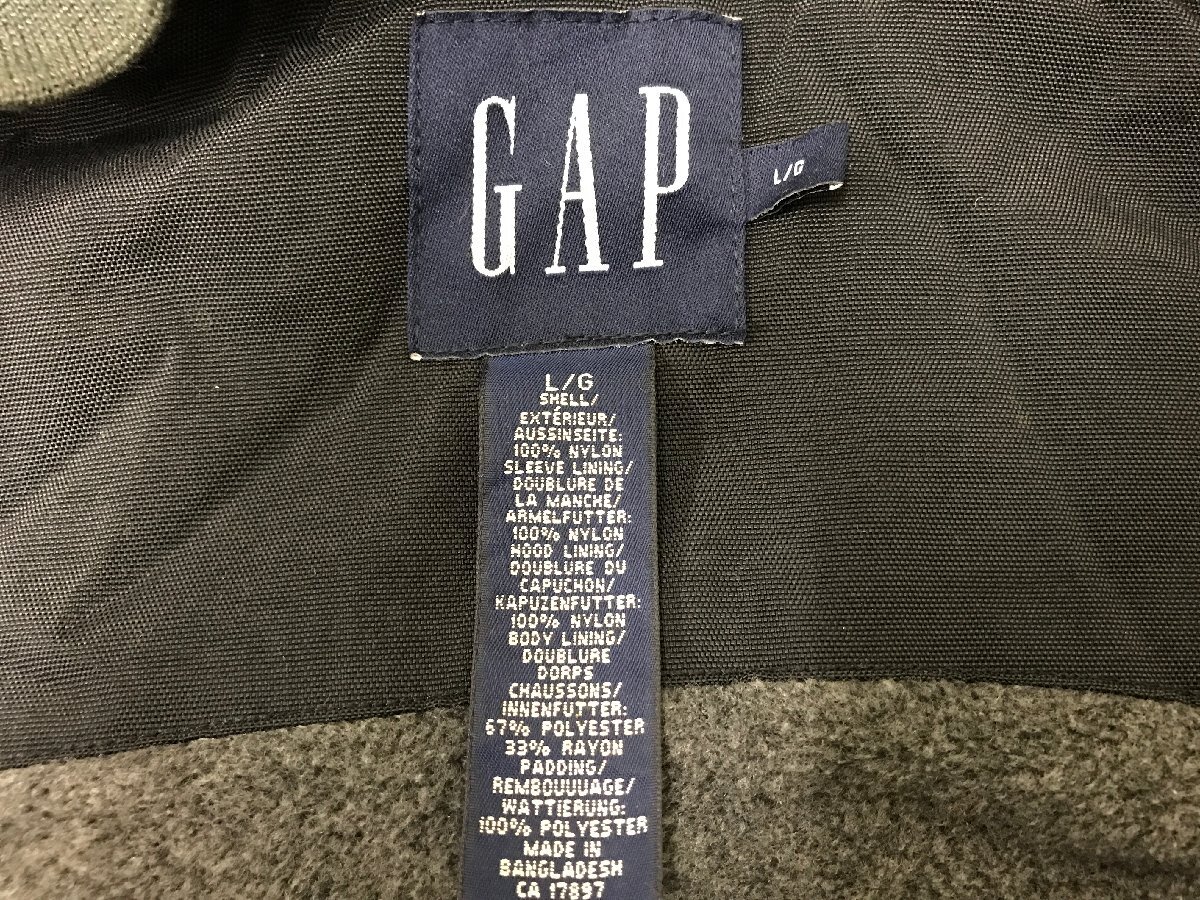 GAP
L/G
L/G
SHELL/
EXTÉRIEUR/
AUSSINSEITE:
100% NYLON
SLEEVE LINING/
DOUBLURE DE
LA MANCHE/
ARMELFUTTER:
100% NYLON
HOOD LINING/
DOUBLURE DU
CAPUCHON/
KAPUZENFUTTER:
100% NYLON
BODY LINING/
DOUBLURE
DORPS
CHAUSSONS/
INNENFUTTER:
67% POLYESTER
33% RAYON
PADDING/
REMBOUUUAGE/
WATTIERUNG:
100% POLYESTER
MADE IN
BANGLADESH
CA 17897